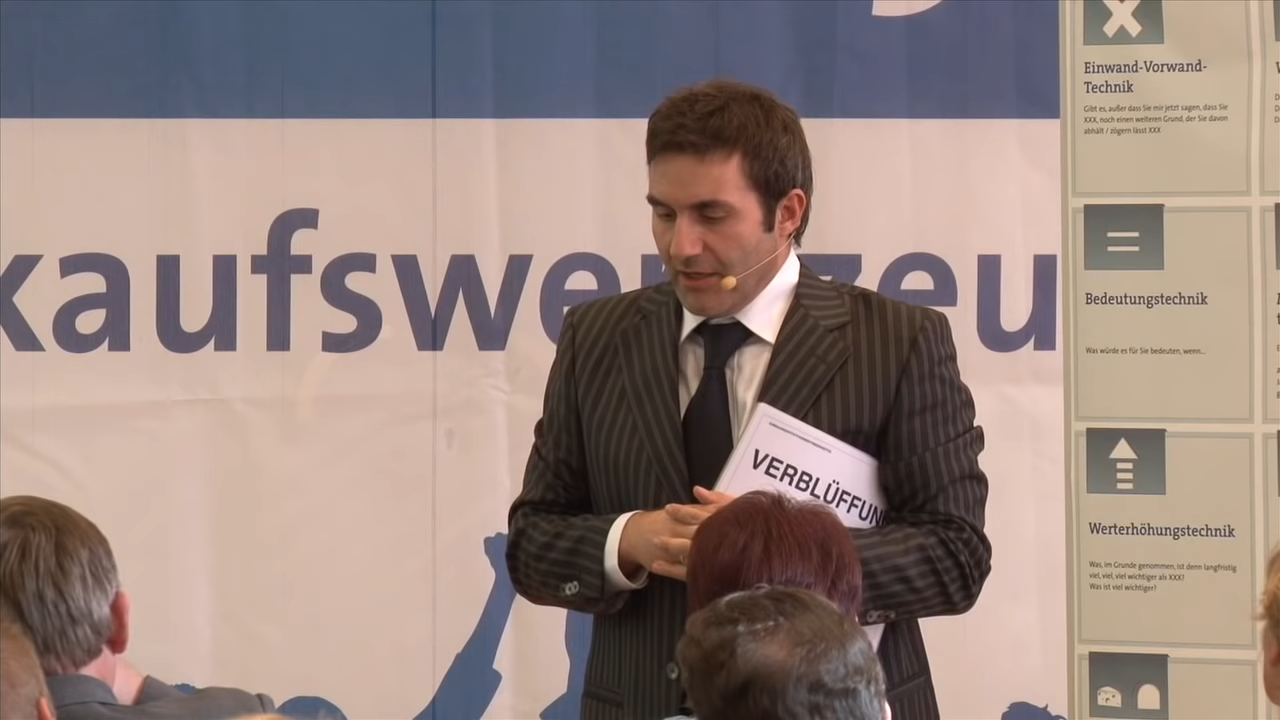 kaufswe
zeu
VERBLÜFFUN
Einwand-Vorwand-
Technik
Gibt es, außer dass Sie mir jetzt sagen, dass Sie
XXX, noch einen weiteren Grund, der Sie davon
abhält / zögern lässt XXX
=
Bedeutungstechnik
Was würde es für Sie bedeuten, wenn...
Werterhöhungstechnik
Was, im Grunde genommen, ist denn langfristig
viel, viel, viel wichtiger als XXX?
Was ist viel wichtiger?